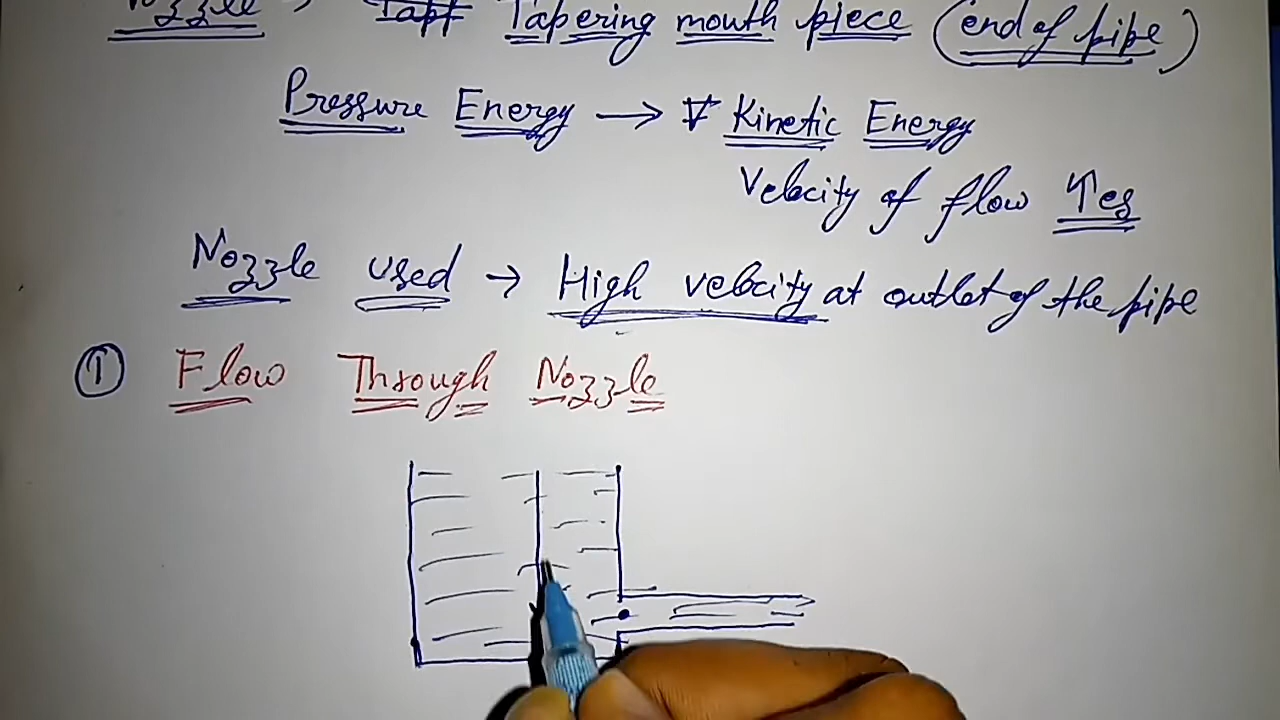 Nozzle → Tapering mouth piece (end of pipe)
Pressure Energy → Kinetic Energy
Velocity of flow ↑es
Nozzle used → High velocity at outlet of the pipe
① Flow Through Nozzle